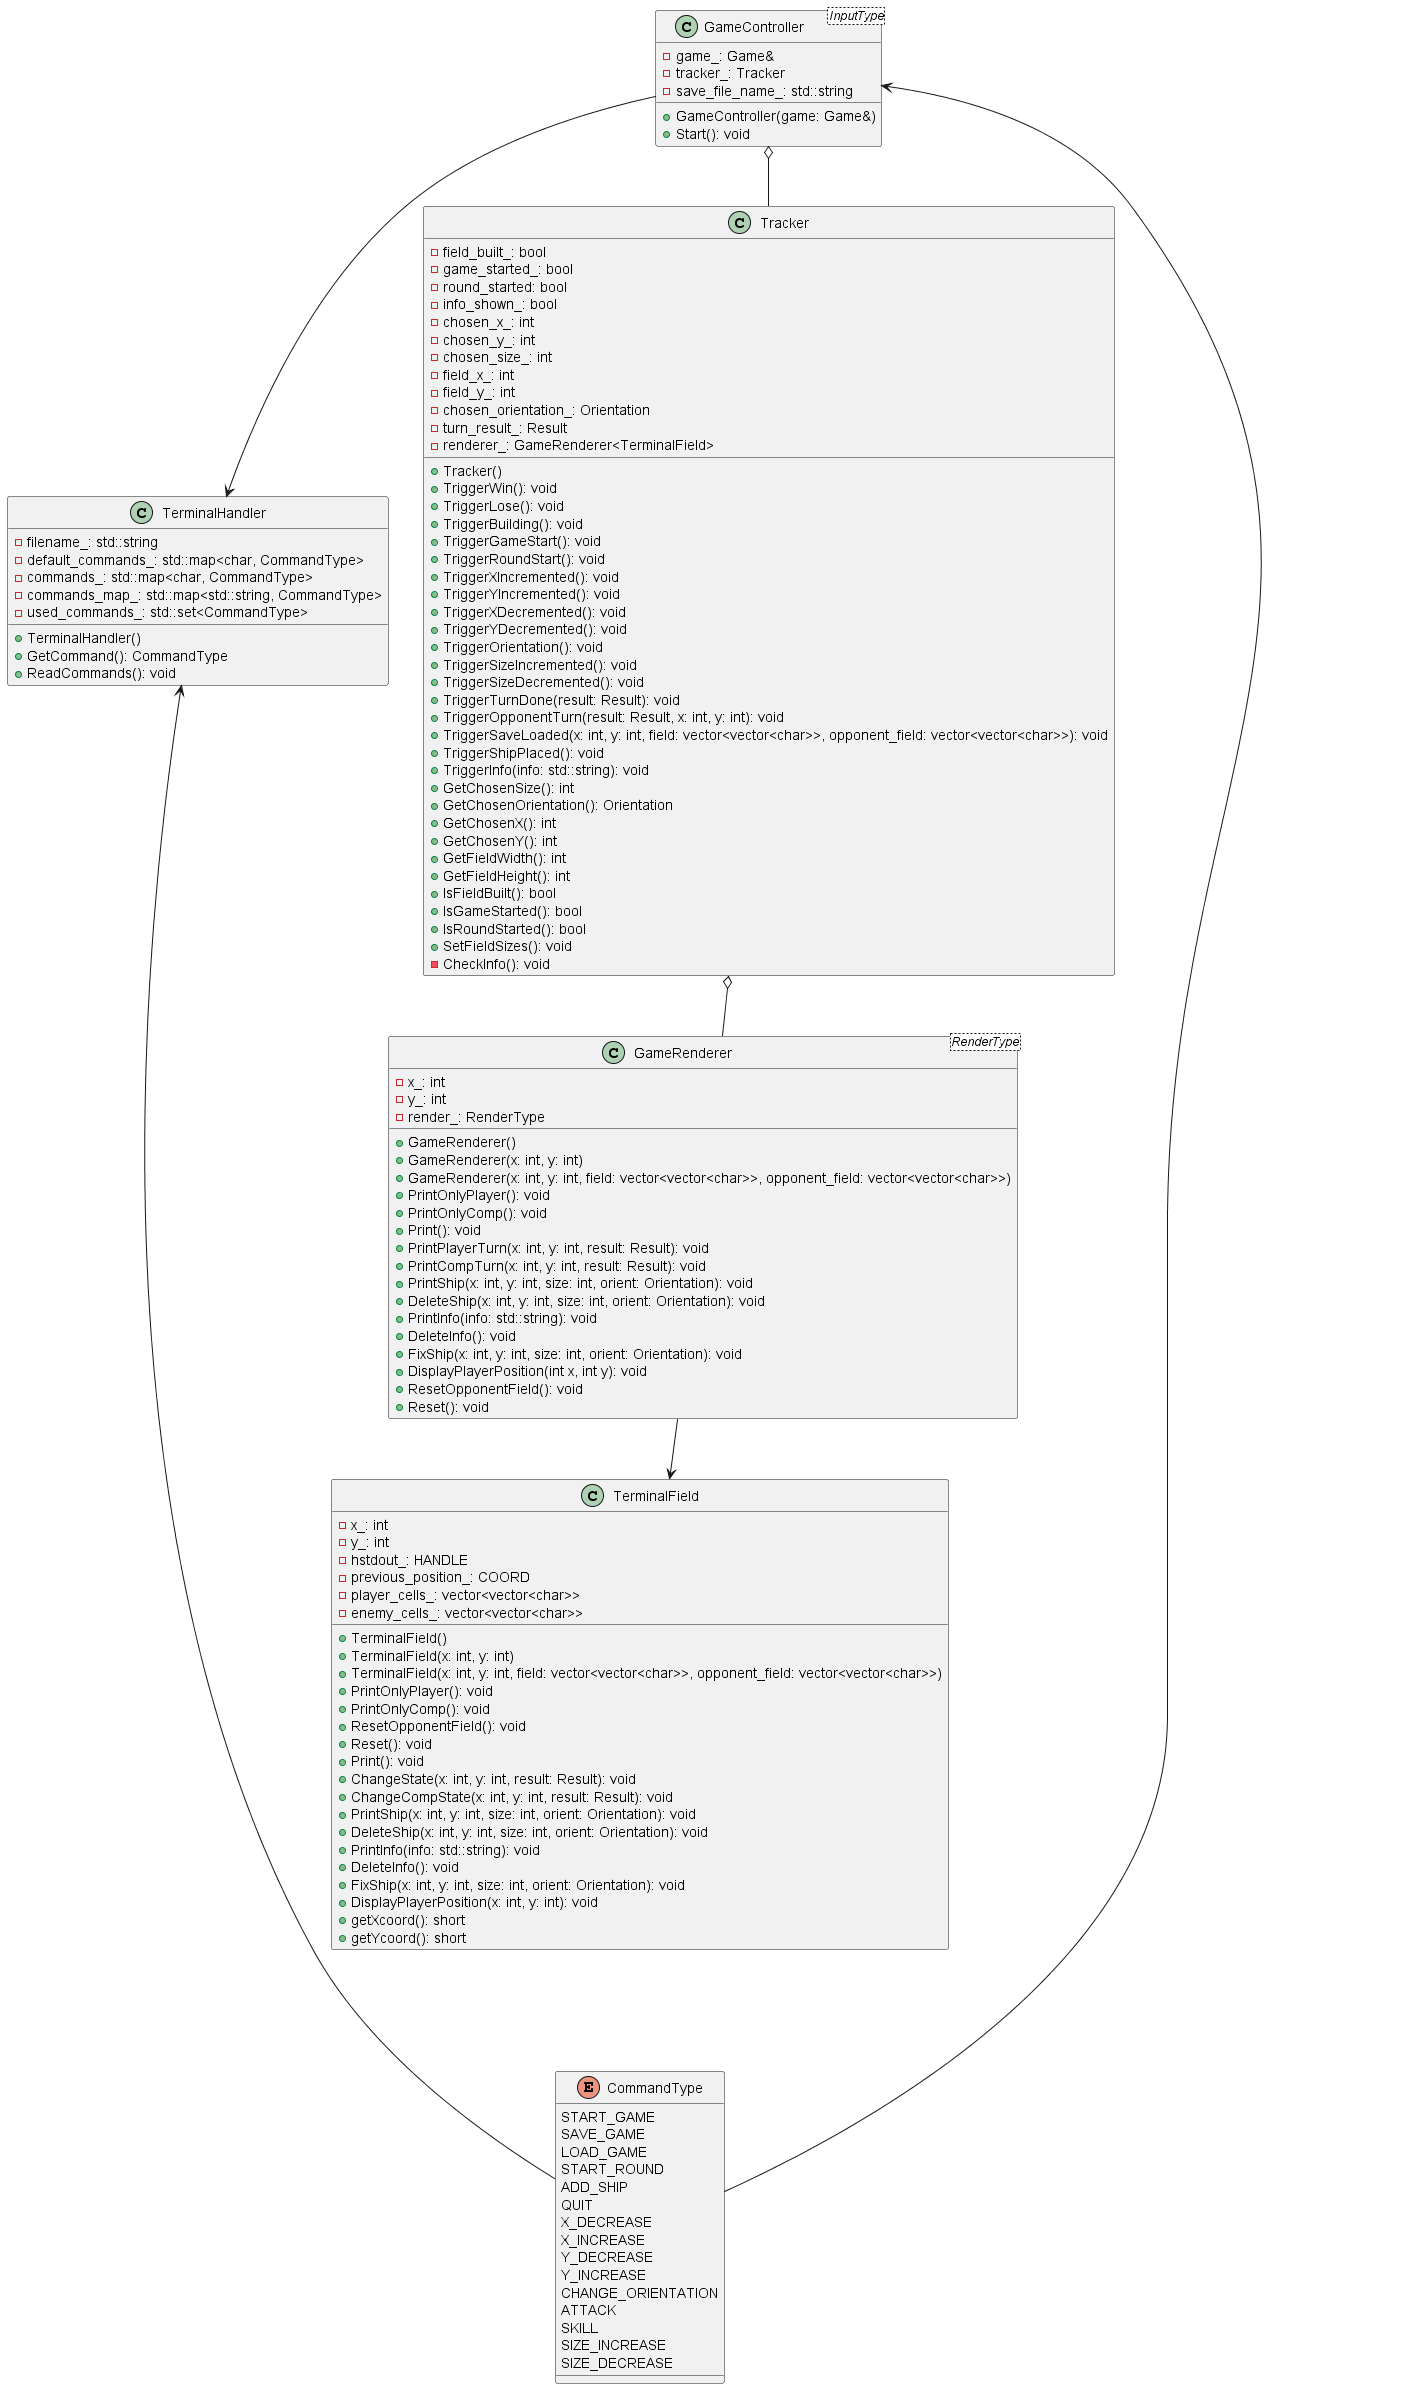 GameController
InputType
game_: Game&
tracker_: Tracker
save_file_name_: std::string
GameController(game: Game&)
Start(): void
Tracker
field_built_: bool
game_started_: bool
round_started: bool
info_shown_: bool
chosen_x_: int
chosen_y_: int
chosen_size_: int
field_x_: int
field_y_: int
chosen_orientation_: Orientation
turn_result_: Result
renderer_: GameRenderer<TerminalField>
Tracker()
TriggerWin(): void
TriggerLose(): void
TriggerBuilding(): void
TriggerGameStart(): void
TriggerRoundStart(): void
TriggerXIncremented(): void
TriggerYIncremented(): void
TriggerXDecremented(): void
TriggerYDecremented(): void
TriggerOrientation(): void
TriggerSizeIncremented(): void
TriggerSizeDecremented(): void
TriggerTurnDone(result: Result): void
TriggerOpponentTurn(result: Result, x: int, y: int): void
TriggerSaveLoaded(x: int, y: int, field: vector<vector<char>>, opponent_field: vector<vector<char>>): void
TriggerShipPlaced(): void
TriggerInfo(info: std::string): void
GetChosenSize(): int
GetChosenOrientation(): Orientation
GetChosenX(): int
GetChosenY(): int
GetFieldWidth(): int
GetFieldHeight(): int
IsFieldBuilt(): bool
IsGameStarted(): bool
IsRoundStarted(): bool
SetFieldSizes(): void
CheckInfo(): void
TerminalHandler
filename_: std::string
default_commands_: std::map<char, CommandType>
commands_: std::map<char, CommandType>
commands_map_: std::map<std::string, CommandType>
used_commands_: std::set<CommandType>
TerminalHandler()
GetCommand(): CommandType
ReadCommands(): void
GameRenderer
RenderType
x_: int
y_: int
render_: RenderType
GameRenderer()
GameRenderer(x: int, y: int)
GameRenderer(x: int, y: int, field: vector<vector<char>>, opponent_field: vector<vector<char>>)
PrintOnlyPlayer(): void
PrintOnlyComp(): void
Print(): void
PrintPlayerTurn(x: int, y: int, result: Result): void
PrintCompTurn(x: int, y: int, result: Result): void
PrintShip(x: int, y: int, size: int, orient: Orientation): void
DeleteShip(x: int, y: int, size: int, orient: Orientation): void
PrintInfo(info: std::string): void
DeleteInfo(): void
FixShip(x: int, y: int, size: int, orient: Orientation): void
DisplayPlayerPosition(int x, int y): void
ResetOpponentField(): void
Reset(): void
TerminalField
x_: int
y_: int
hstdout_: HANDLE
previous_position_: COORD
player_cells_: vector<vector<char>>
enemy_cells_: vector<vector<char>>
TerminalField()
TerminalField(x: int, y: int)
TerminalField(x: int, y: int, field: vector<vector<char>>, opponent_field: vector<vector<char>>)
PrintOnlyPlayer(): void
PrintOnlyComp(): void
ResetOpponentField(): void
Reset(): void
Print(): void
ChangeState(x: int, y: int, result: Result): void
ChangeCompState(x: int, y: int, result: Result): void
PrintShip(x: int, y: int, size: int, orient: Orientation): void
DeleteShip(x: int, y: int, size: int, orient: Orientation): void
PrintInfo(info: std::string): void
DeleteInfo(): void
FixShip(x: int, y: int, size: int, orient: Orientation): void
DisplayPlayerPosition(x: int, y: int): void
getXcoord(): short
getYcoord(): short
CommandType
START_GAME
SAVE_GAME
LOAD_GAME
START_ROUND
ADD_SHIP
QUIT
X_DECREASE
X_INCREASE
Y_DECREASE
Y_INCREASE
CHANGE_ORIENTATION
ATTACK
SKILL
SIZE_INCREASE
SIZE_DECREASE